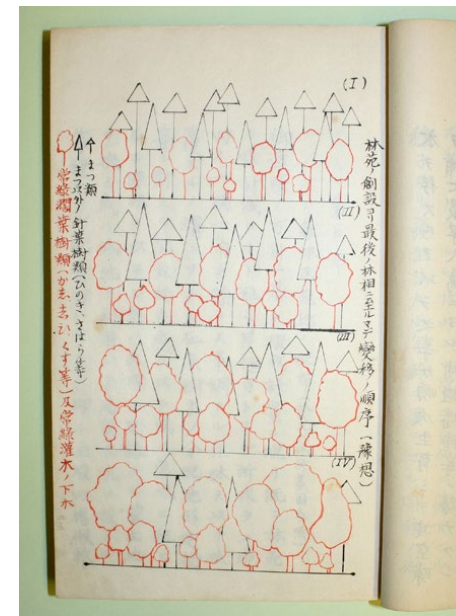 林苑ノ創設ヨリ最後ノ林相ニ至ルマデ変移ノ順序(豫想)
(I)
(II)
(III)
(IV)
まつ類
まつ以外ノ針葉樹類(ひのき、さはら等)
常緑濶葉樹類(かし、しひ、くす等)及常緑灌木ノ下木